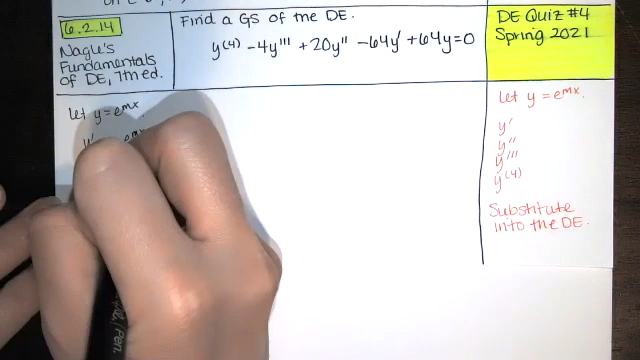 6.2.14
Nagle's
Fundamentals
of DE, 7th ed.
Find a GS of the DE.
y⁽⁴⁾ - 4y''' + 20y'' - 64y' + 64y = 0
DE Quiz #4
Spring 2021
let y = e^mx
y'
let y = e^mx.
y'
y''
y'''
y⁽⁴⁾
Substitute
into the DE.